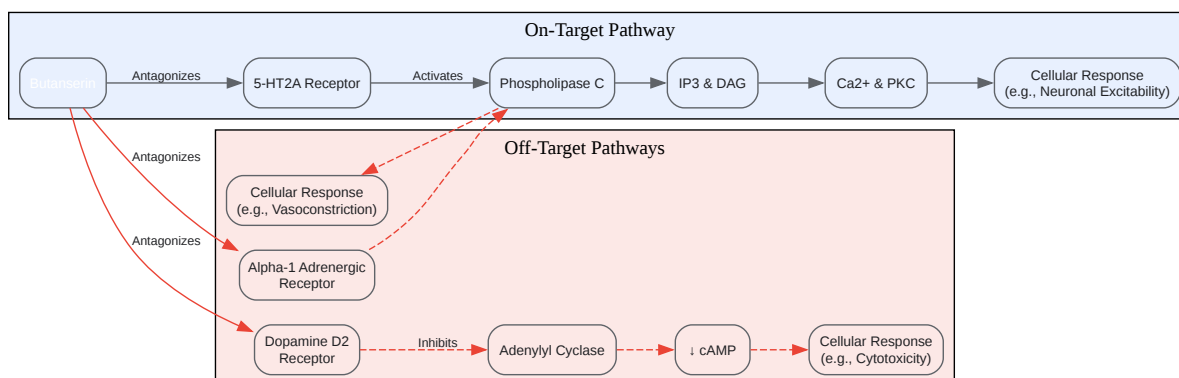 On-Target Pathway
Butanserin
Antagonizes
5-HT2A Receptor
Activates
Phospholipase C
IP3 & DAG
Ca2+ & PKC
Cellular Response
(e.g., Neuronal Excitability)
Off-Target Pathways
Antagonizes
Cellular Response
(e.g., Vasoconstriction)
Antagonizes
Alpha-1 Adrenergic
Receptor
Dopamine D2
Receptor
Inhibits
Adenylyl Cyclase
↓ cAMP
Cellular Response
(e.g., Cytotoxicity)